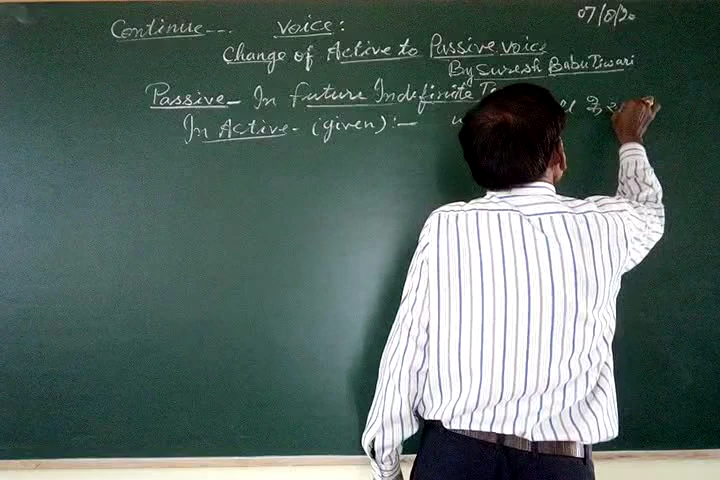 07/8/20
Continue--- Voice:
Change of Active to Passive Voice
By Suresh Babu Tiwari
Passive - In future Indefinite
In Active - (given) :-